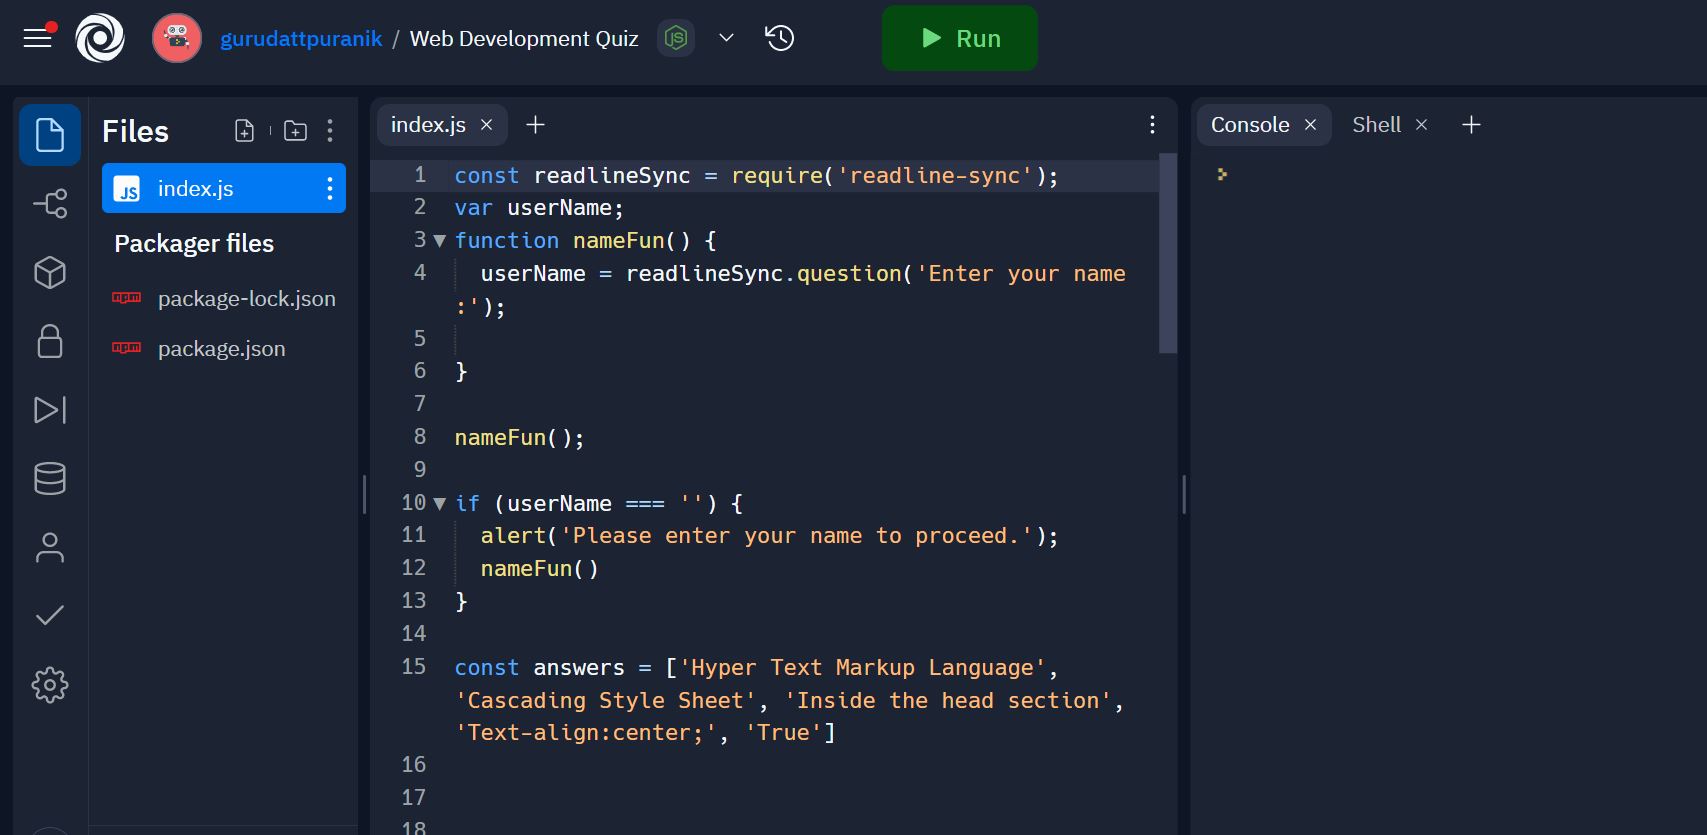 gurudattpuranik / Web Development Quiz
JS
Run
Files
JS index.js
Packager files
npm package-lock.json
npm package.json
index.js
1 const readlineSync = require('readline-sync');
2 var userName;
3 function nameFun() {
4 userName = readlineSync.question('Enter your name
:');
5
6 }
7
8 nameFun();
9
10 if (userName === '') {
11 alert('Please enter your name to proceed.');
12 nameFun()
13 }
14
15 const answers = ['Hyper Text Markup Language',
'Cascading Style Sheet', 'Inside the head section',
'Text-align:center;', 'True']
16
17
18
Console
Shell